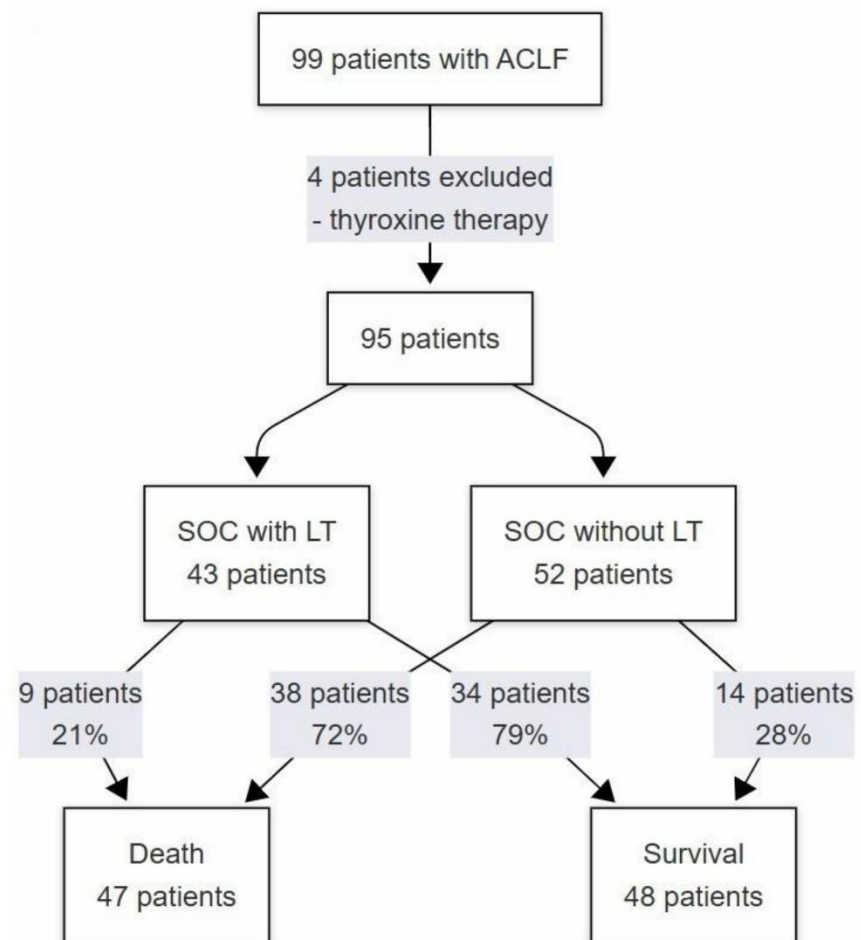 99 patients with ACLF
4 patients excluded
- thyroxine therapy
95 patients
SOC with LT
43 patients
SOC without LT
52 patients
9 patients
21%
38 patients
72%
34 patients
79%
14 patients
28%
Death
47 patients
Survival
48 patients